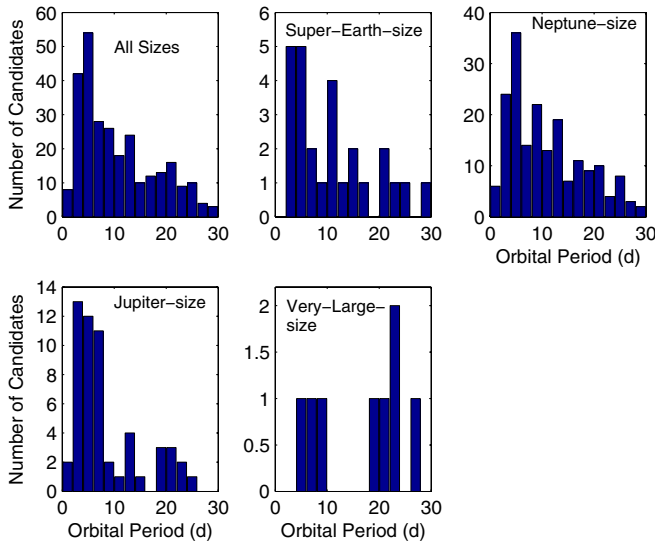 Number of Candidates
60
50
40
30
20
10
0
All Sizes
0 10 20 30
6
5
4
3
2
1
0
Super-Earth-size
0 10 20 30
40
30
20
10
0
Neptune-size
0 10 20 30
Orbital Period (d)
Number of Candidates
14
12
10
8
6
4
2
0
Jupiter-size
0 10 20 30
Orbital Period (d)
2
1.5
1
0.5
0
Very-Large-
size
0 10 20 30
Orbital Period (d)